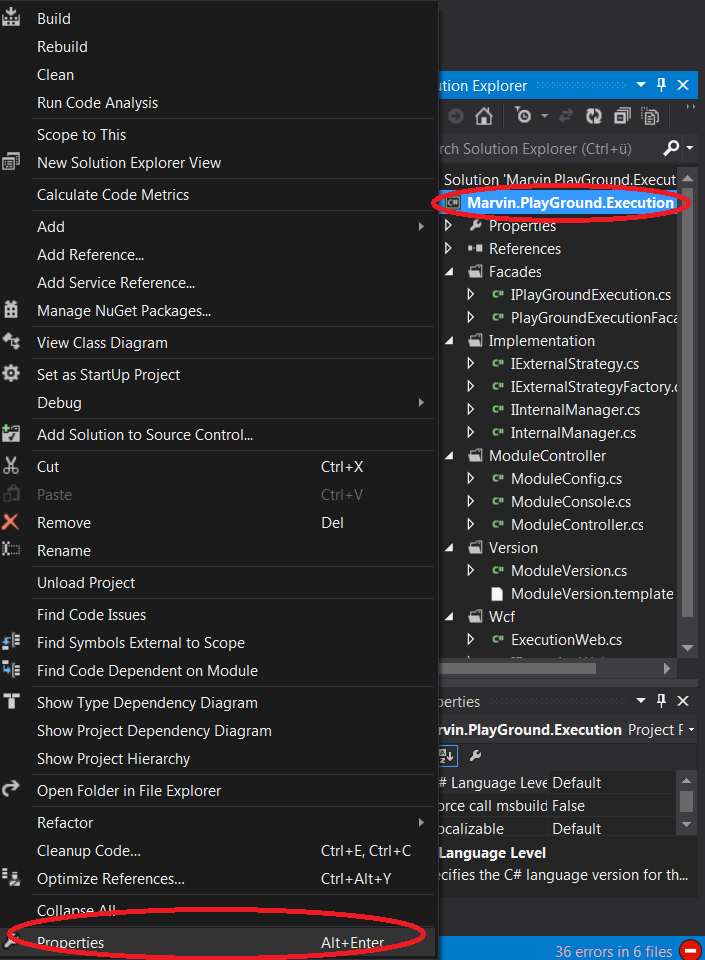 Build
Rebuild
Clean
Run Code Analysis
Scope to This
New Solution Explorer View
Calculate Code Metrics
Add
Add Reference...
Add Service Reference...
Manage NuGet Packages...
View Class Diagram
Set as StartUp Project
Debug
Add Solution to Source Control...
Cut Ctrl+X
Paste Ctrl+V
Remove Del
Rename
Unload Project
Find Code Issues
Find Symbols External to Scope
Find Code Dependent on Module
Show Type Dependency Diagram
Show Project Dependency Diagram
Show Project Hierarchy
Open Folder in File Explorer
Refactor
Cleanup Code... Ctrl+E, Ctrl+C
Optimize References... Ctrl+Alt+Y
Collapse All
Properties Alt+Enter
ution Explorer
rch Solution Explorer (Ctrl+ü)
Solution 'Marvin.PlayGround.Execut
Marvin.PlayGround.Execution
Properties
References
Facades
IPlayGroundExecution.cs
PlayGroundExecutionFaca
Implementation
IExternalStrategy.cs
IExternalStrategyFactory.c
IInternalManager.cs
InternalManager.cs
ModuleController
ModuleConfig.cs
ModuleConsole.cs
ModuleController.cs
Version
ModuleVersion.cs
ModuleVersion.template
Wcf
ExecutionWeb.cs
perties
rvin.PlayGround.Execution Project P
# Language Leve Default
orce call msbuild False
ocalizable Default
Language Level
ecifies the C# language version for th...
36 errors in 6 files